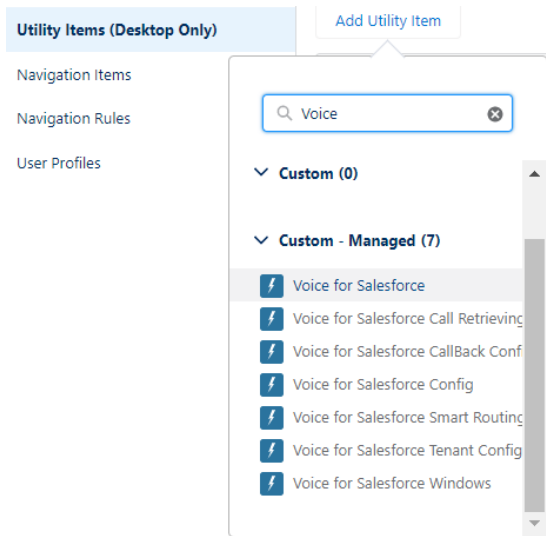 Utility Items (Desktop Only)
Add Utility Item
Navigation Items
Navigation Rules
User Profiles
Voice
Custom (0)
Custom - Managed (7)
Voice for Salesforce
Voice for Salesforce Call Retrieving
Voice for Salesforce CallBack Conf
Voice for Salesforce Config
Voice for Salesforce Smart Routing
Voice for Salesforce Tenant Config
Voice for Salesforce Windows